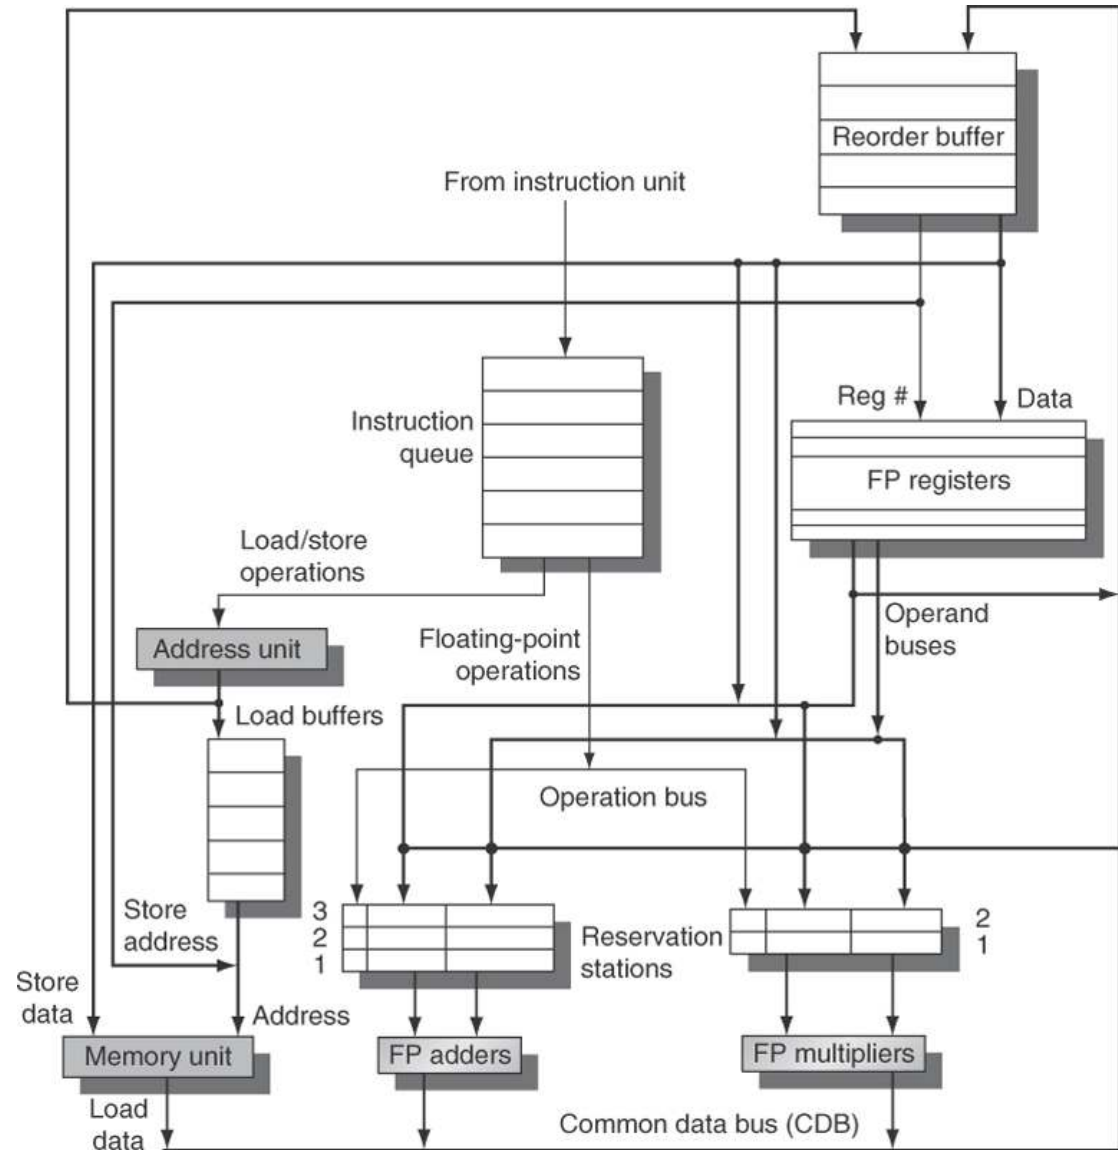 Reorder buffer
From instruction unit
Reg #
Data
Instruction
queue
FP registers
Load/store
operations
Operand
buses
Address unit
Floating-point
operations
Load buffers
Operation bus
Store
address
3
2
1
Reservation
stations
2
1
Store
data
Address
Memory unit
FP adders
FP multipliers
Load
data
Common data bus (CDB)